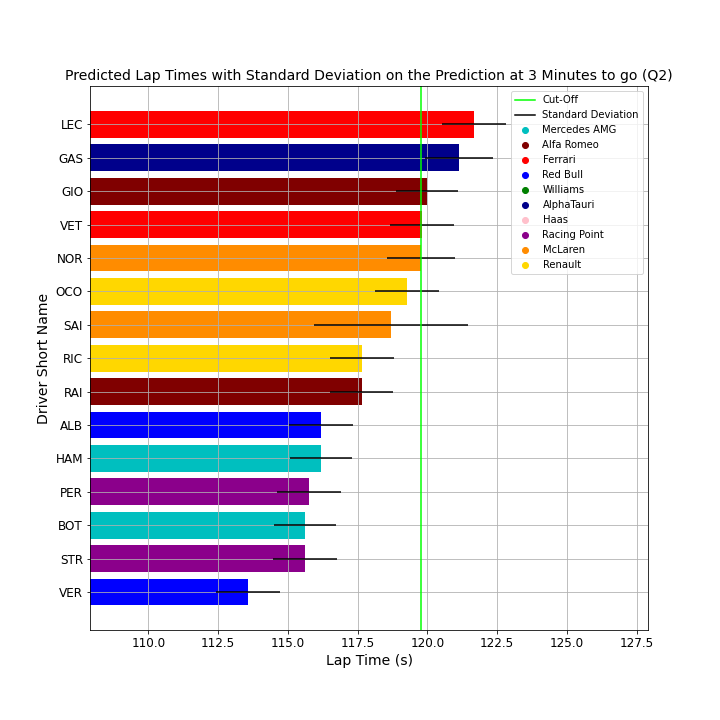 Predicted Lap Times with Standard Deviation on the Prediction at 3 Minutes to go (Q2)
Cut-Off
Standard Deviation
Mercedes AMG
Alfa Romeo
Ferrari
Red Bull
Williams
AlphaTauri
Haas
Racing Point
McLaren
Renault
Driver Short Name
LEC
GAS
GIO
VET
NOR
OCO
SAI
RIC
RAI
ALB
HAM
PER
BOT
STR
VER
110.0 112.5 115.0 117.5 120.0 122.5 125.0 127.5
Lap Time (s)